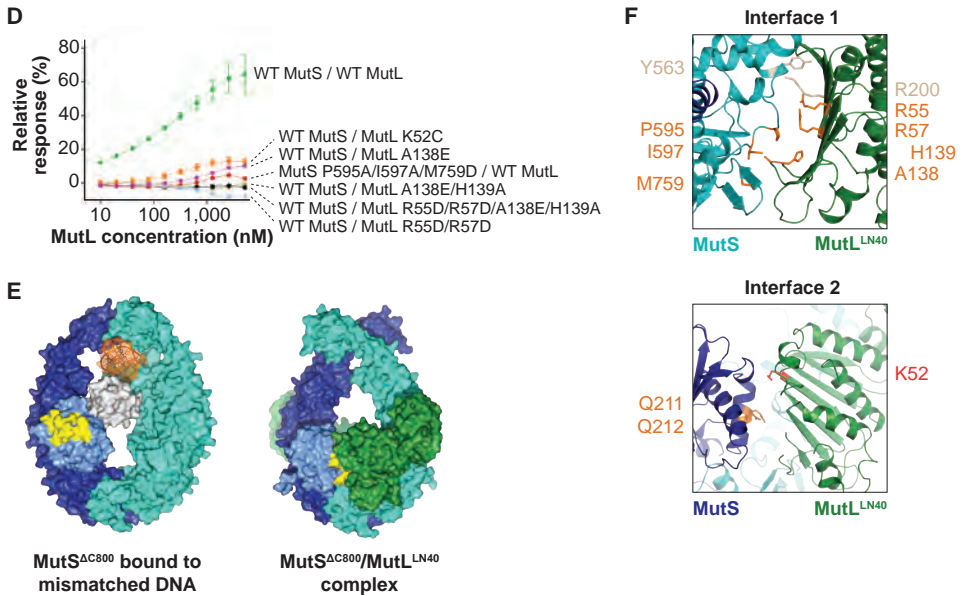 D
Relative
response (%)
80
60
40
20
0
10
100
1,000
MutL concentration (nM)
WT MutS / WT MutL
WT MutS / MutL K52C
WT MutS / MutL A138E
MutS P595A/I597A/M759D / WT MutL
WT MutS / MutL A138E/H139A
WT MutS / MutL R55D/R57D/A138E/H139A
WT MutS / MutL R55D/R57D
E
MutSΔC800 bound to
mismatched DNA
MutSΔC800/MutLLN40
complex
F
Interface 1
Y563
P595
I597
M759
R200
R55
R57
H139
A138
MutS
MutLLN40
Interface 2
Q211
Q212
K52
MutS
MutLLN40